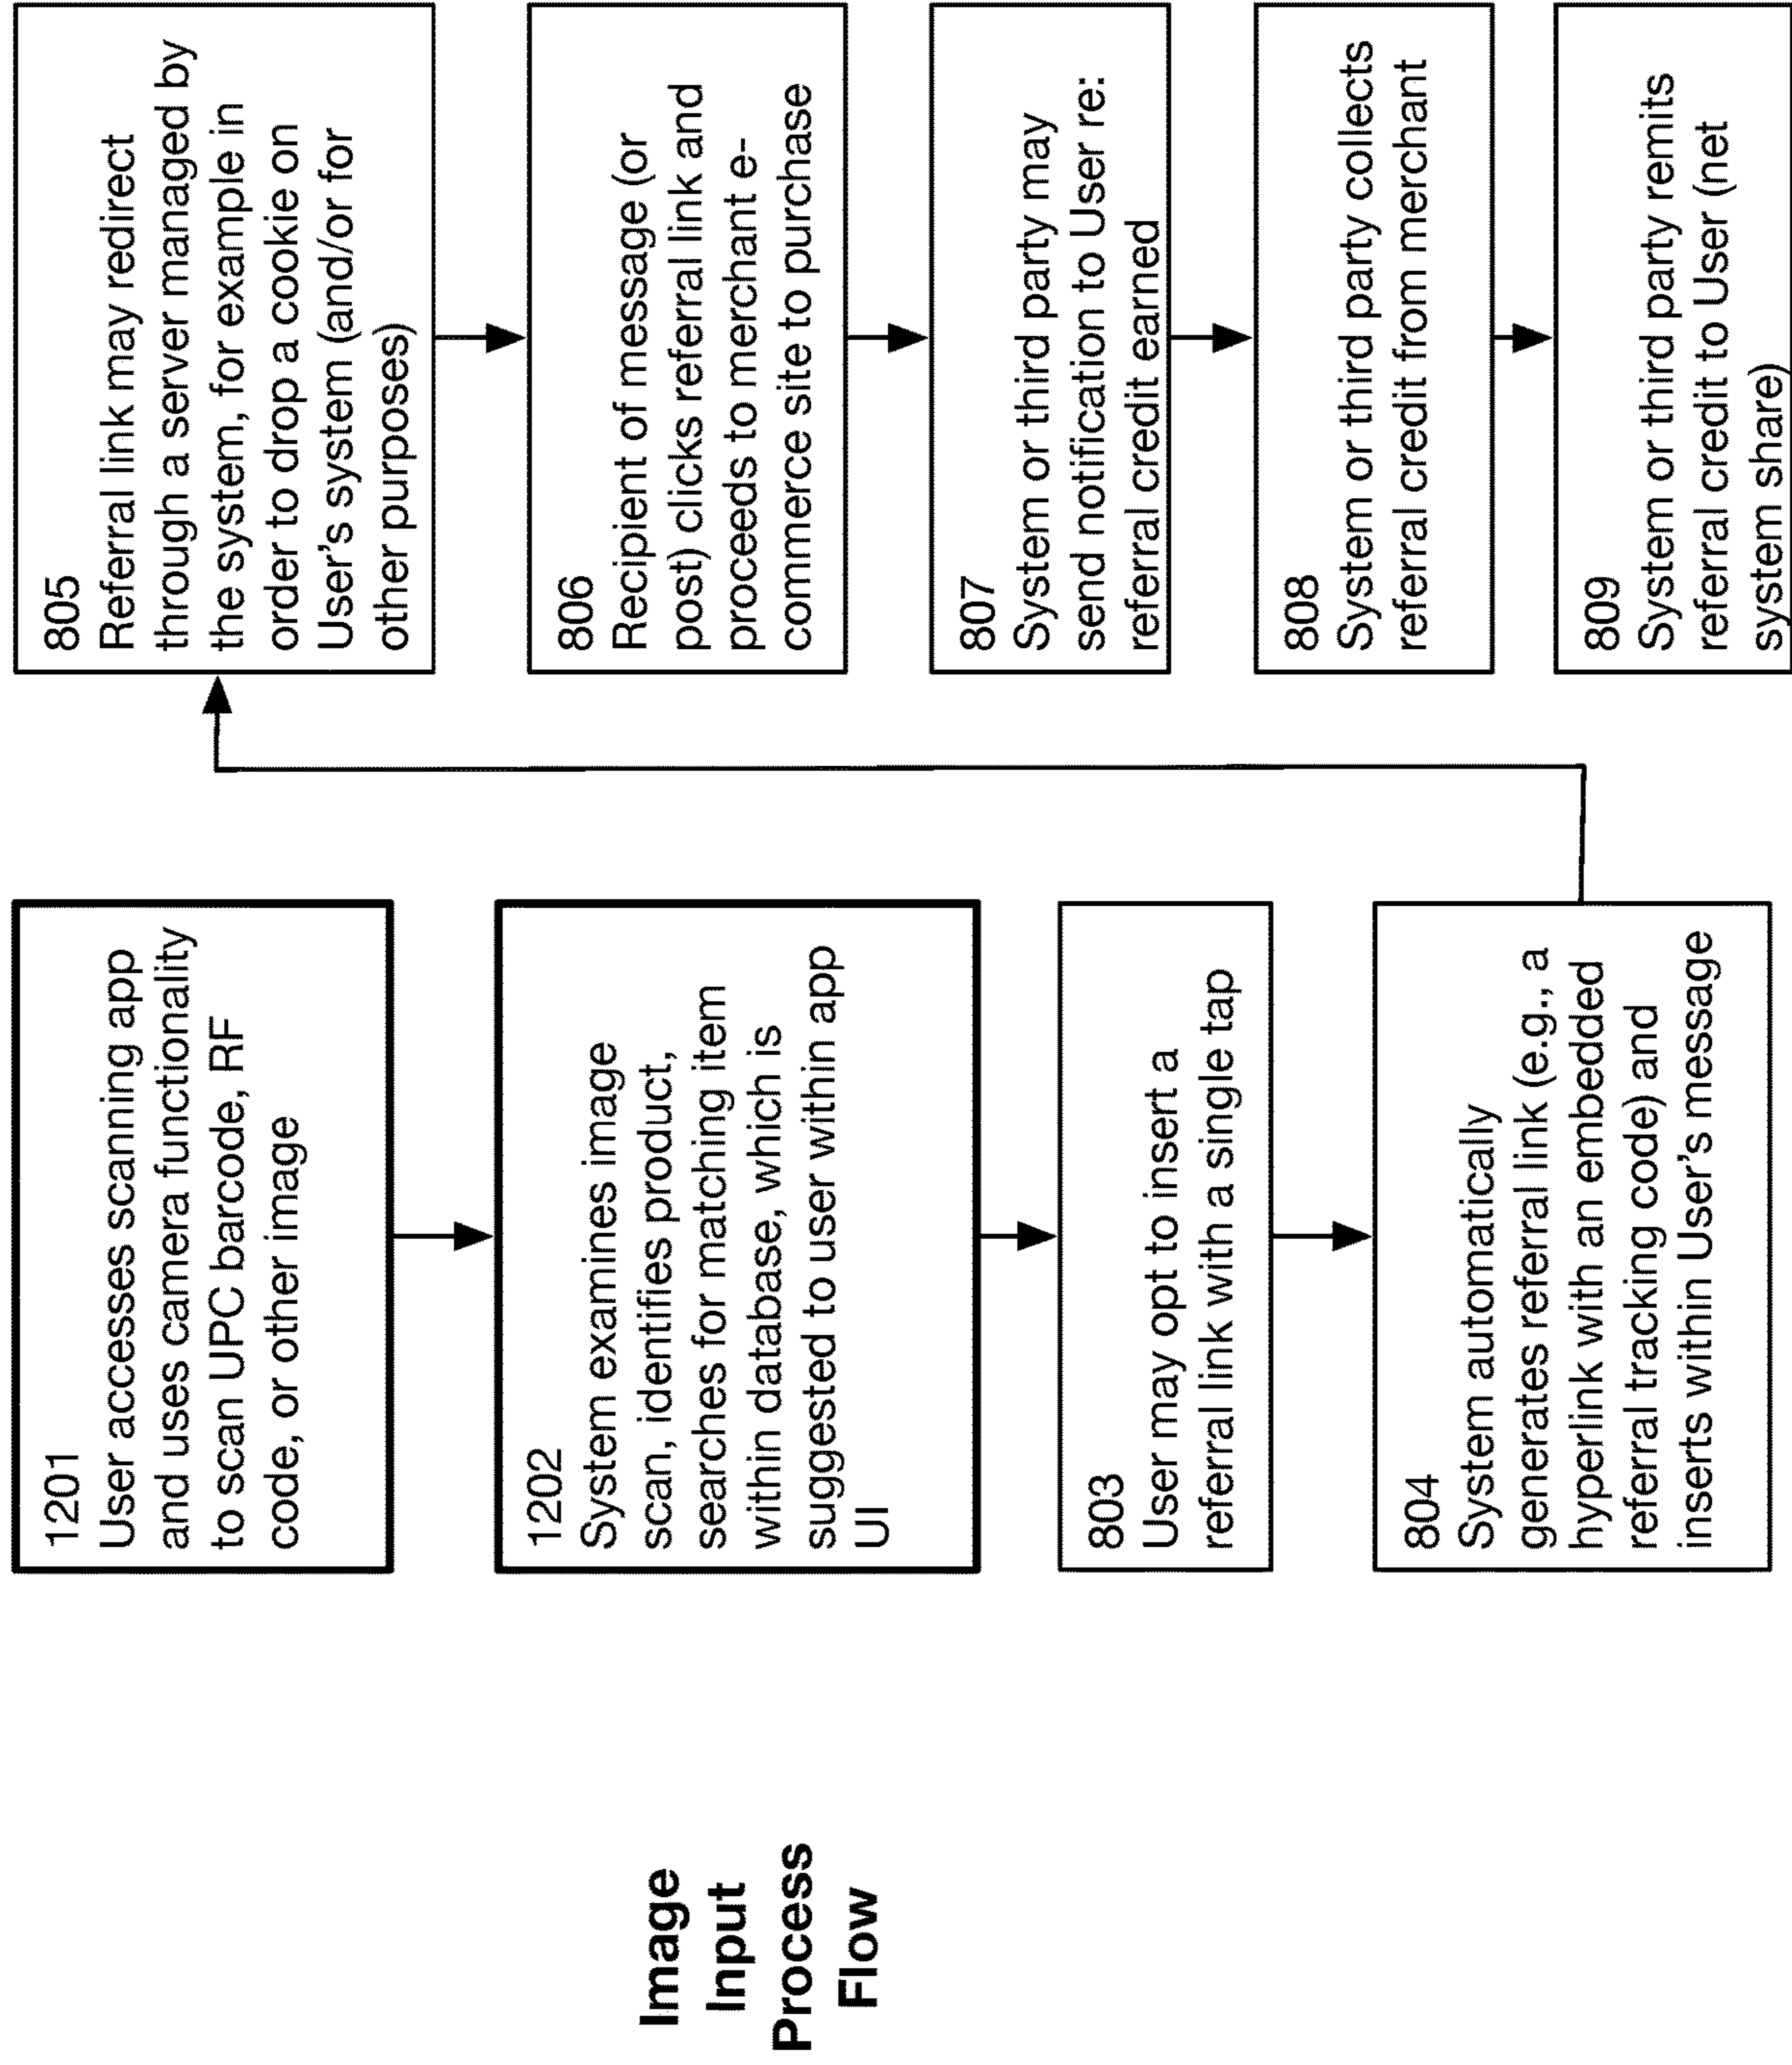 Image
Input
Process
Flow
1201
User accesses scanning app
and uses camera functionality
to scan UPC barcode, RF
code, or other image
1202
System examines image
scan, identifies product,
searches for matching item
within database, which is
suggested to user within app
UI
803
User may opt to insert a
referral link with a single tap
804
System automatically
generates referral link (e.g., a
hyperlink with an embedded
referral tracking code) and
inserts within User's message
805
Referral link may redirect
through a server managed by
the system, for example in
order to drop a cookie on
User's system (and/or for
other purposes)
806
Recipient of message (or
post) clicks referral link and
proceeds to merchant e-
commerce site to purchase
807
System or third party may
send notification to User re:
referral credit earned
808
System or third party collects
referral credit from merchant
809
System or third party remits
referral credit to User (net
system share)